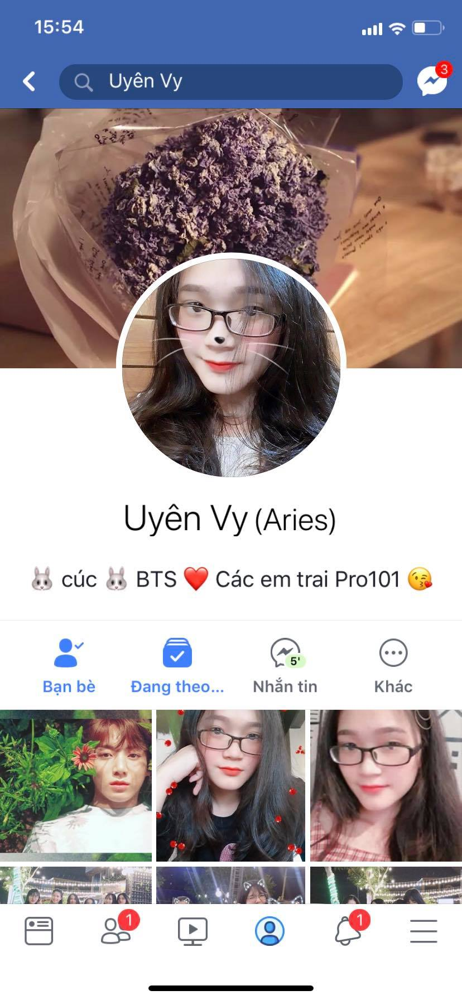 15:54
Uyên Vy
3
Uyên Vy (Aries)
🐰 cúc 🐰 BTS ❤️ Các em trai Pro101 😘
Bạn bè
Đang theo...
5'
Nhắn tin
Khác
1
1